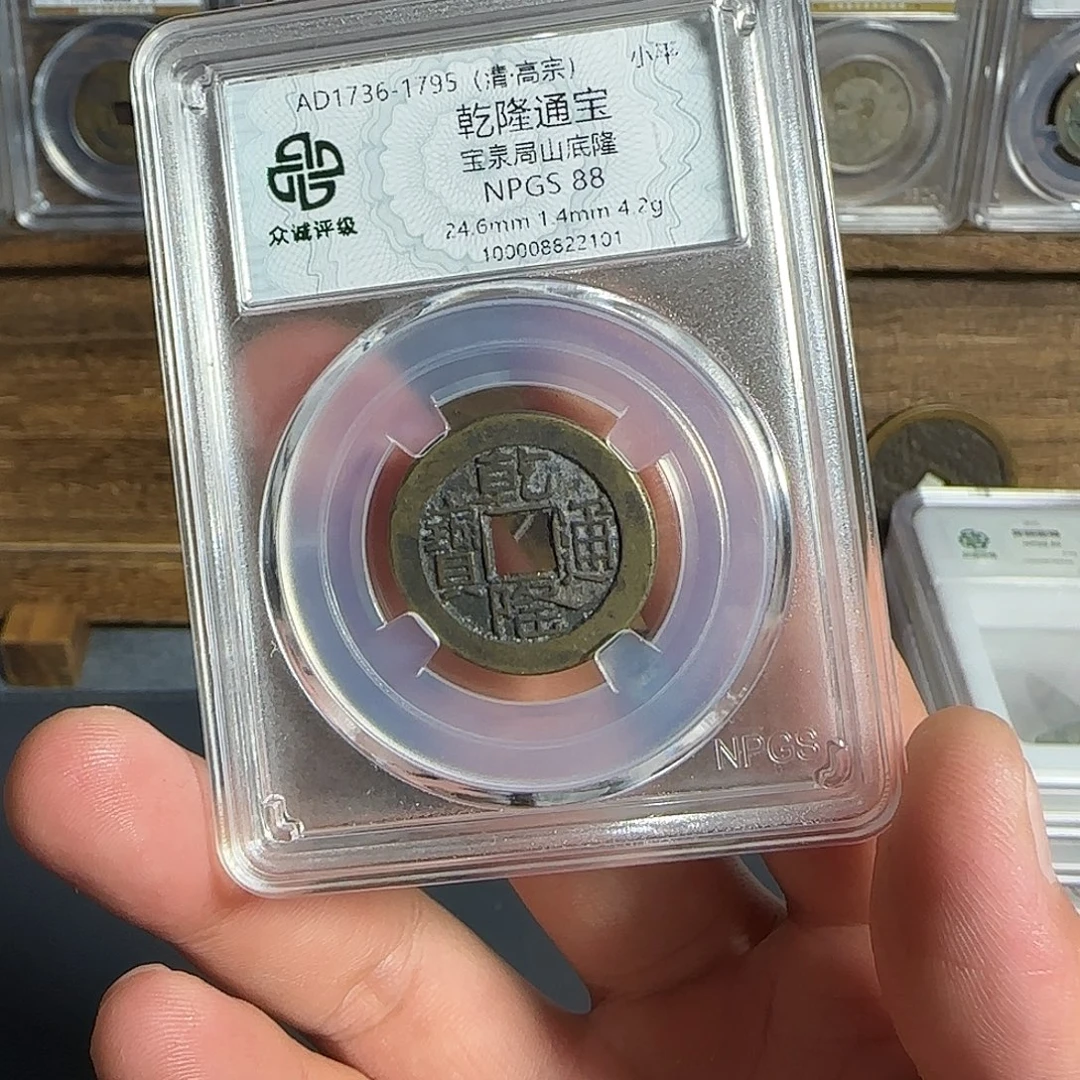 AD1736-1795（清·高宗） 小平
乾隆通宝
宝泉局山底隆
NPGS 88
24.6mm 1.4mm 4.2g
100008822101
众诚评级
乾隆通寶
NPGS